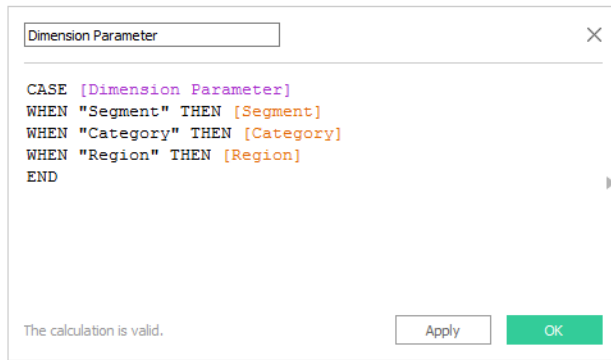 Dimension Parameter
CASE [Dimension Parameter]
WHEN "Segment" THEN [Segment]
WHEN "Category" THEN [Category]
WHEN "Region" THEN [Region]
END
The calculation is valid.
Apply
OK